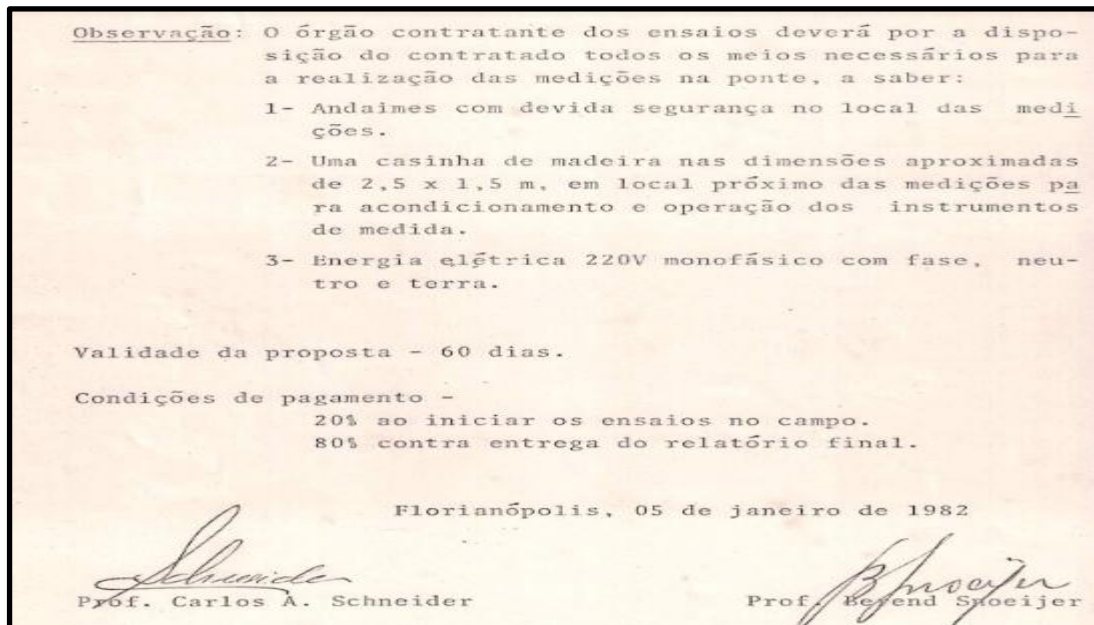 Observação: O órgão contratante dos ensaios deverá por a dispo-
sição do contratado todos os meios necessários para
a realização das medições na ponte, a saber:
1- Andaimes com devida segurança no local das medi
ções.
2- Uma casinha de madeira nas dimensões aproximadas
de 2,5 x 1,5 m, em local próximo das medições pa
ra acondicionamento e operação dos instrumentos
de medida.
3- Energia elétrica 220V monofásico com fase, neu-
tro e terra.
Validade da proposta - 60 dias.
Condições de pagamento -
20% ao iniciar os ensaios no campo.
80% contra entrega do relatório final.
Florianópolis, 05 de janeiro de 1982
Schneider
BSnoeijer
Prof. Carlos A. Schneider
Prof. Berend Snoeijer